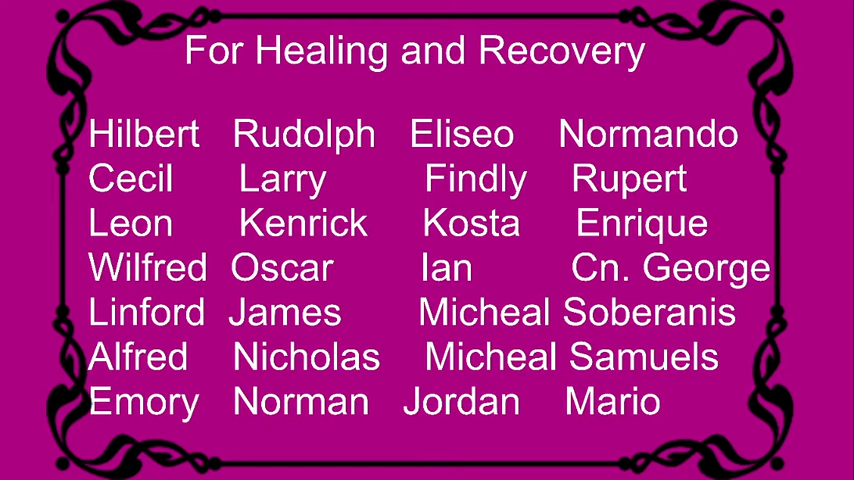 For Healing and Recovery
Hilbert Rudolph Eliseo Normando
Cecil Larry Findly Rupert
Leon Kenrick Kosta Enrique
Wilfred Oscar Ian Cn. George
Linford James Micheal Soberanis
Alfred Nicholas Micheal Samuels
Emory Norman Jordan Mario